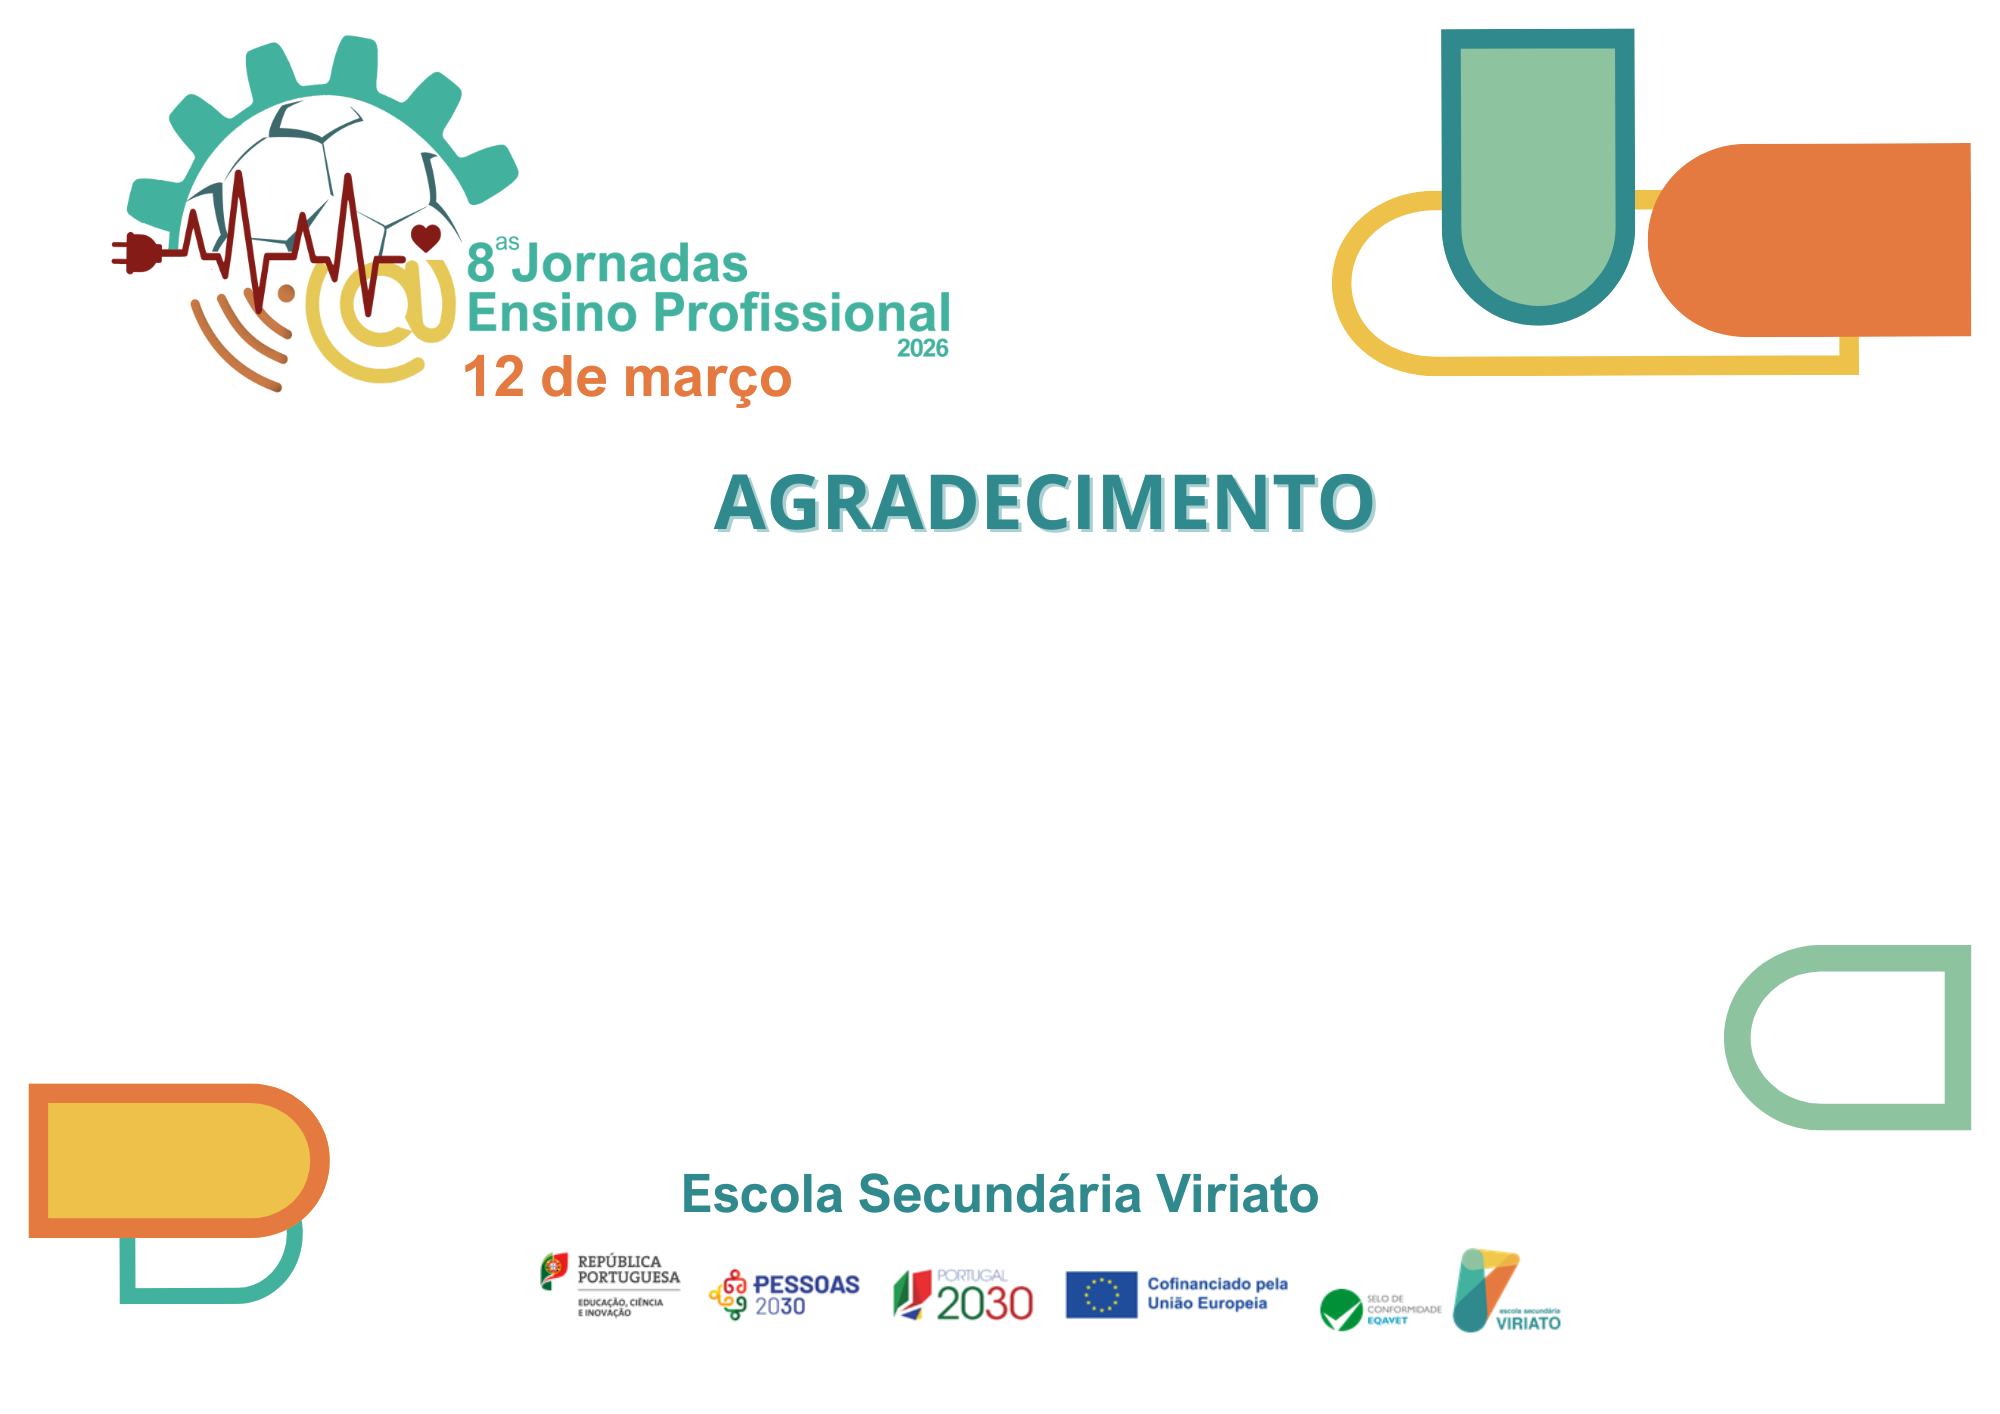 8as Jornadas
Ensino Profissional
2026
12 de março
AGRADECIMENTO
Escola Secundária Viriato
REPÚBLICA
PORTUGUESA
EDUCAÇÃO, CIÊNCIA
E INOVAÇÃO
PESSOAS
2030
PORTUGAL
2030
Cofinanciado pela
União Europeia
SELO DE
CONFORMIDADE
EQAVET
escola secundária
VIRIATO